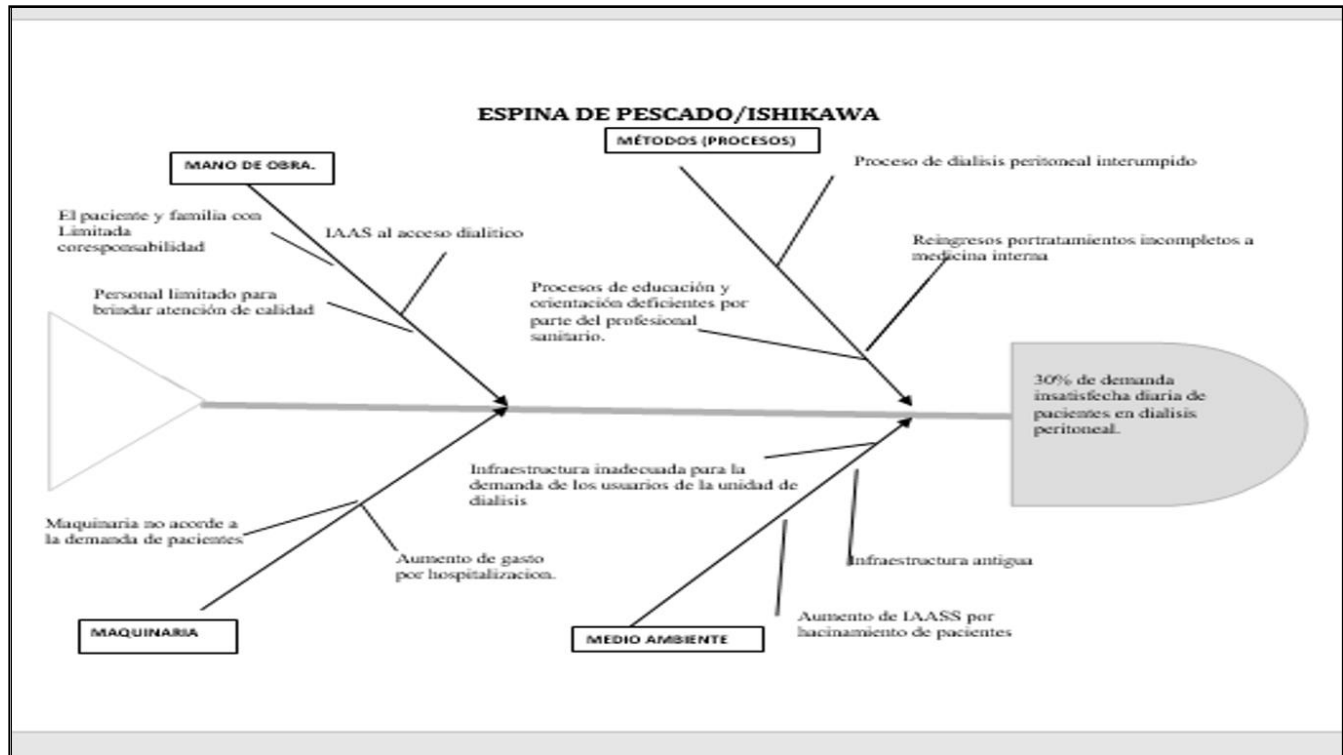 ESPINA DE PESCADO/ISHIKAWA
MANO DE OBRA.
El paciente y familia con
Limitada
coresponsabilidad
IAAS al acceso dialitico
Personal limitado para
brindar atención de calidad
MÉTODOS (PROCESOS)
Proceso de dialisis peritoneal interumpido
Reingresos portratamientos incompletos a
medicina interna
Procesos de educación y
orientación deficientes por
parte del profesional
sanitario.
30% de demanda
insatisfecha diaria de
pacientes en dialisis
peritoneal.
Maquinaria no acorde a
la demanda de pacientes
Aumento de gasto
por hospitalizacion.
MAQUINARIA
Infraestructura inadecuada para la
demanda de los usuarios de la unidad de
dialisis
Infraestructura antigua
Aumento de IAASS por
hacinamiento de pacientes
MEDIO AMBIENTE